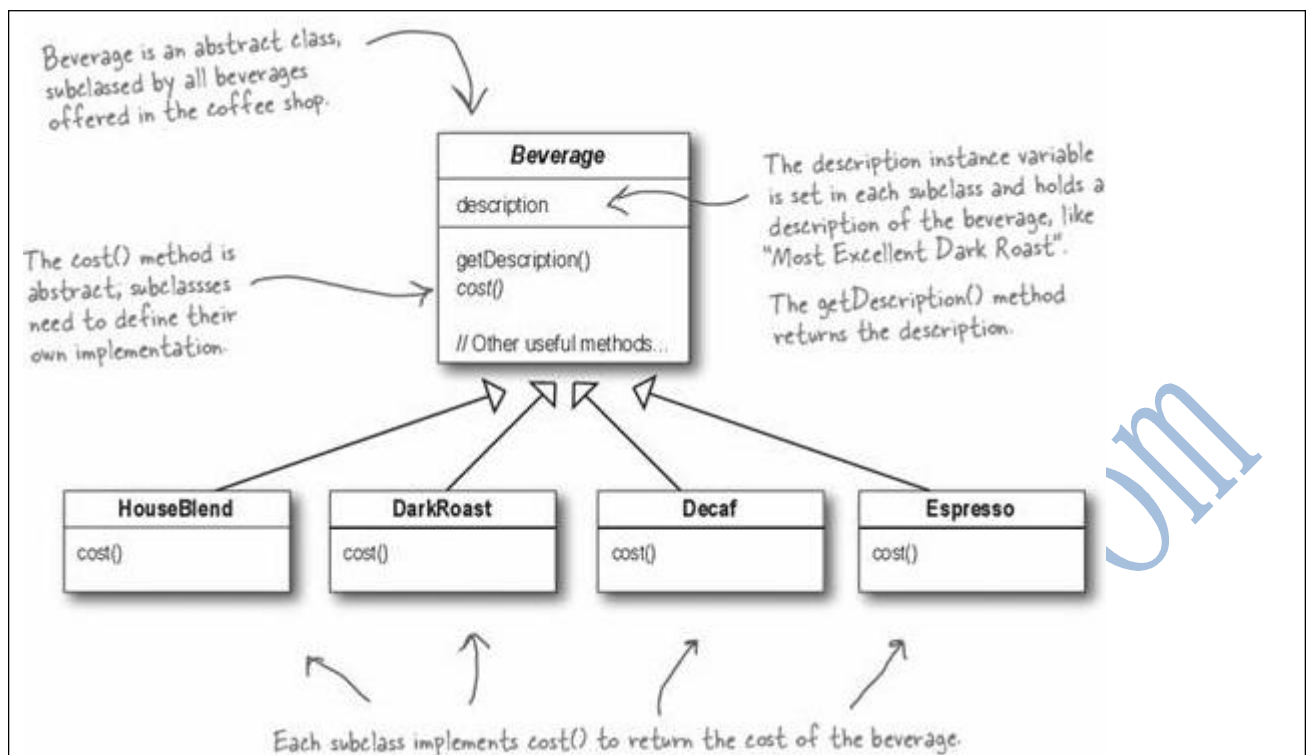 Beverage is an abstract class,
subclassed by all beverages
offered in the coffee shop.
Beverage
description
getDescription()
cost()
// Other useful methods...
The description instance variable
is set in each subclass and holds a
description of the beverage, like
"Most Excellent Dark Roast".
The getDescription() method
returns the description.
The cost() method is
abstract; subclassses
need to define their
own implementation.
HouseBlend
cost()
DarkRoast
cost()
Decaf
cost()
Espresso
cost()
Each subclass implements cost() to return the cost of the beverage.